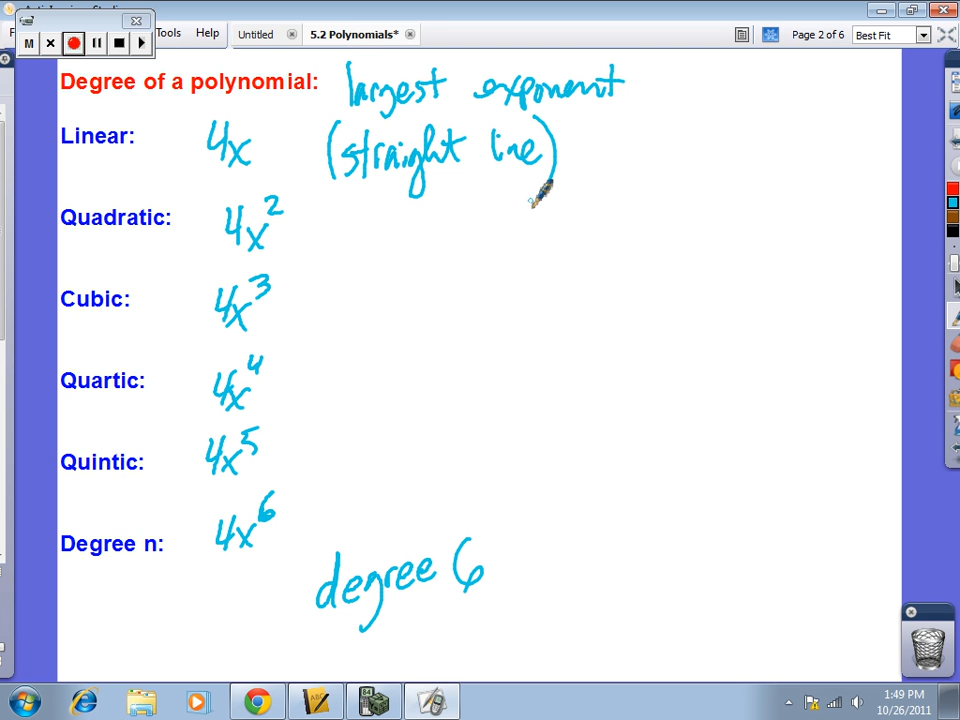 M
Tools Help Untitled 5.2 Polynomials* Page 2 of 6 Best Fit
Degree of a polynomial: largest exponent
Linear: 4x (straight line)
Quadratic: 4x²
Cubic: 4x³
Quartic: 4x⁴
Quintic: 4x⁵
Degree n: 4x⁶
degree 6
84
1:49 PM
10/26/2011